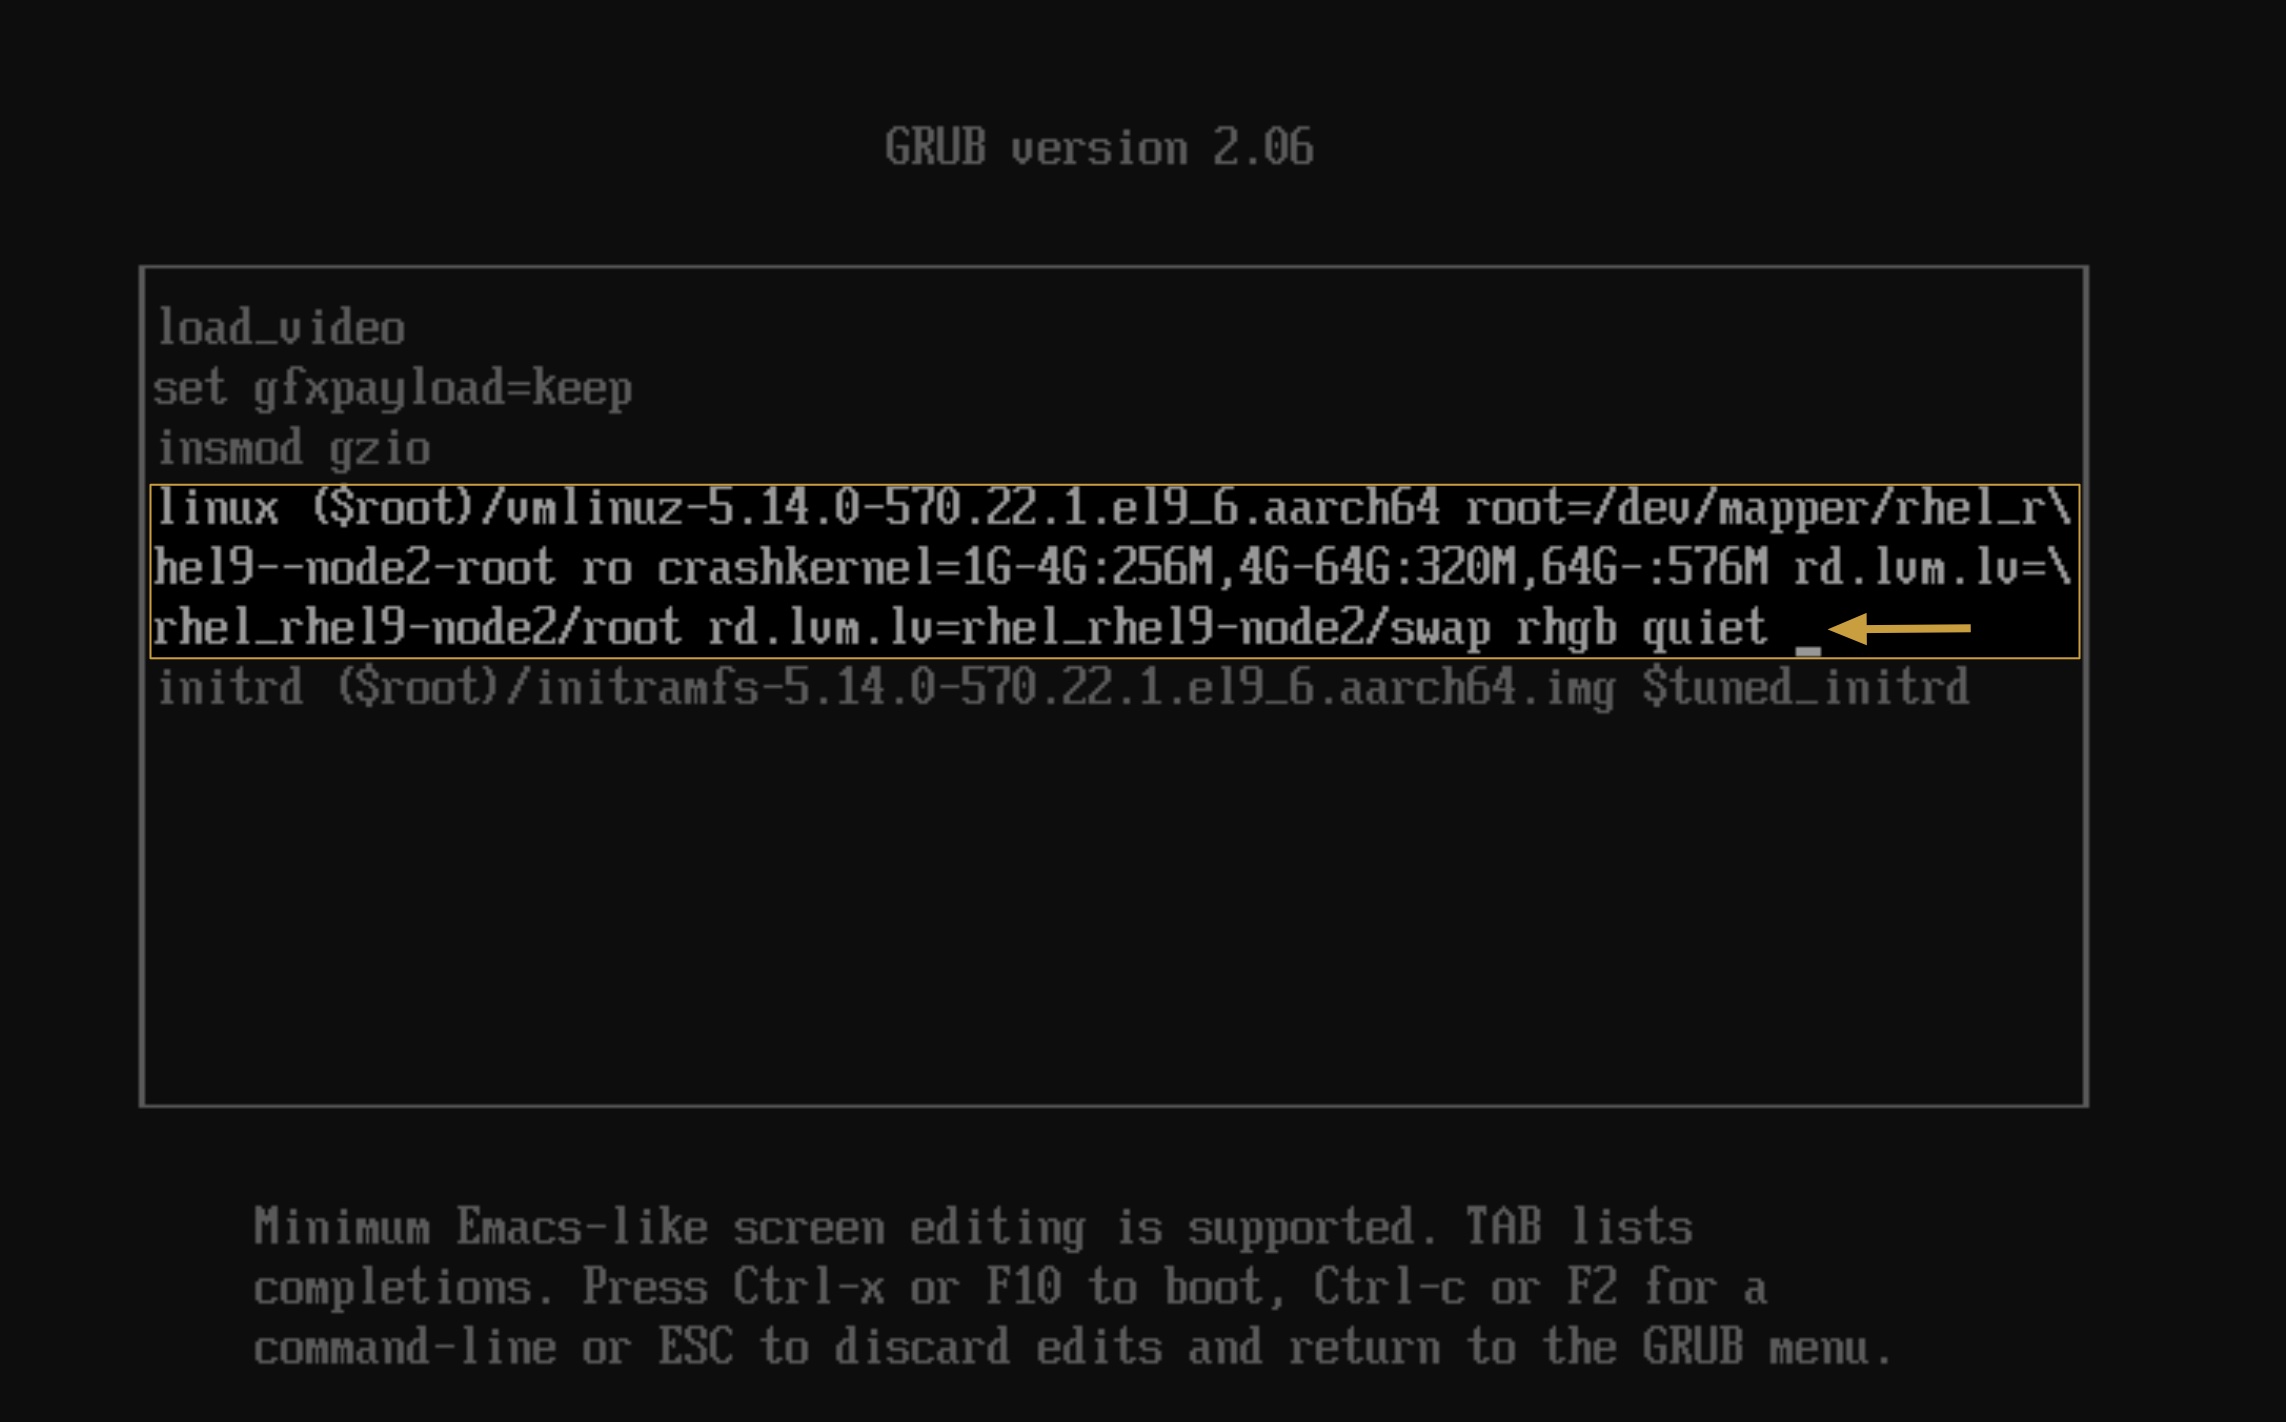 GRUB version 2.06
load_video
set gfxpayload=keep
insmod gzio
linux ($root)/vmlinuz-5.14.0-570.22.1.el9_6.aarch64 root=/dev/mapper/rhel_r\
hel9--node2-root ro crashkernel=1G-4G:256M,4G-64G:320M,64G-:576M rd.lvm.lv=\
rhel_rhel9-node2/root rd.lvm.lv=rhel_rhel9-node2/swap rhgb quiet _
initrd ($root)/initramfs-5.14.0-570.22.1.el9_6.aarch64.img $tuned_initrd
Minimum Emacs-like screen editing is supported. TAB lists
completions. Press Ctrl-x or F10 to boot, Ctrl-c or F2 for a
command-line or ESC to discard edits and return to the GRUB menu.